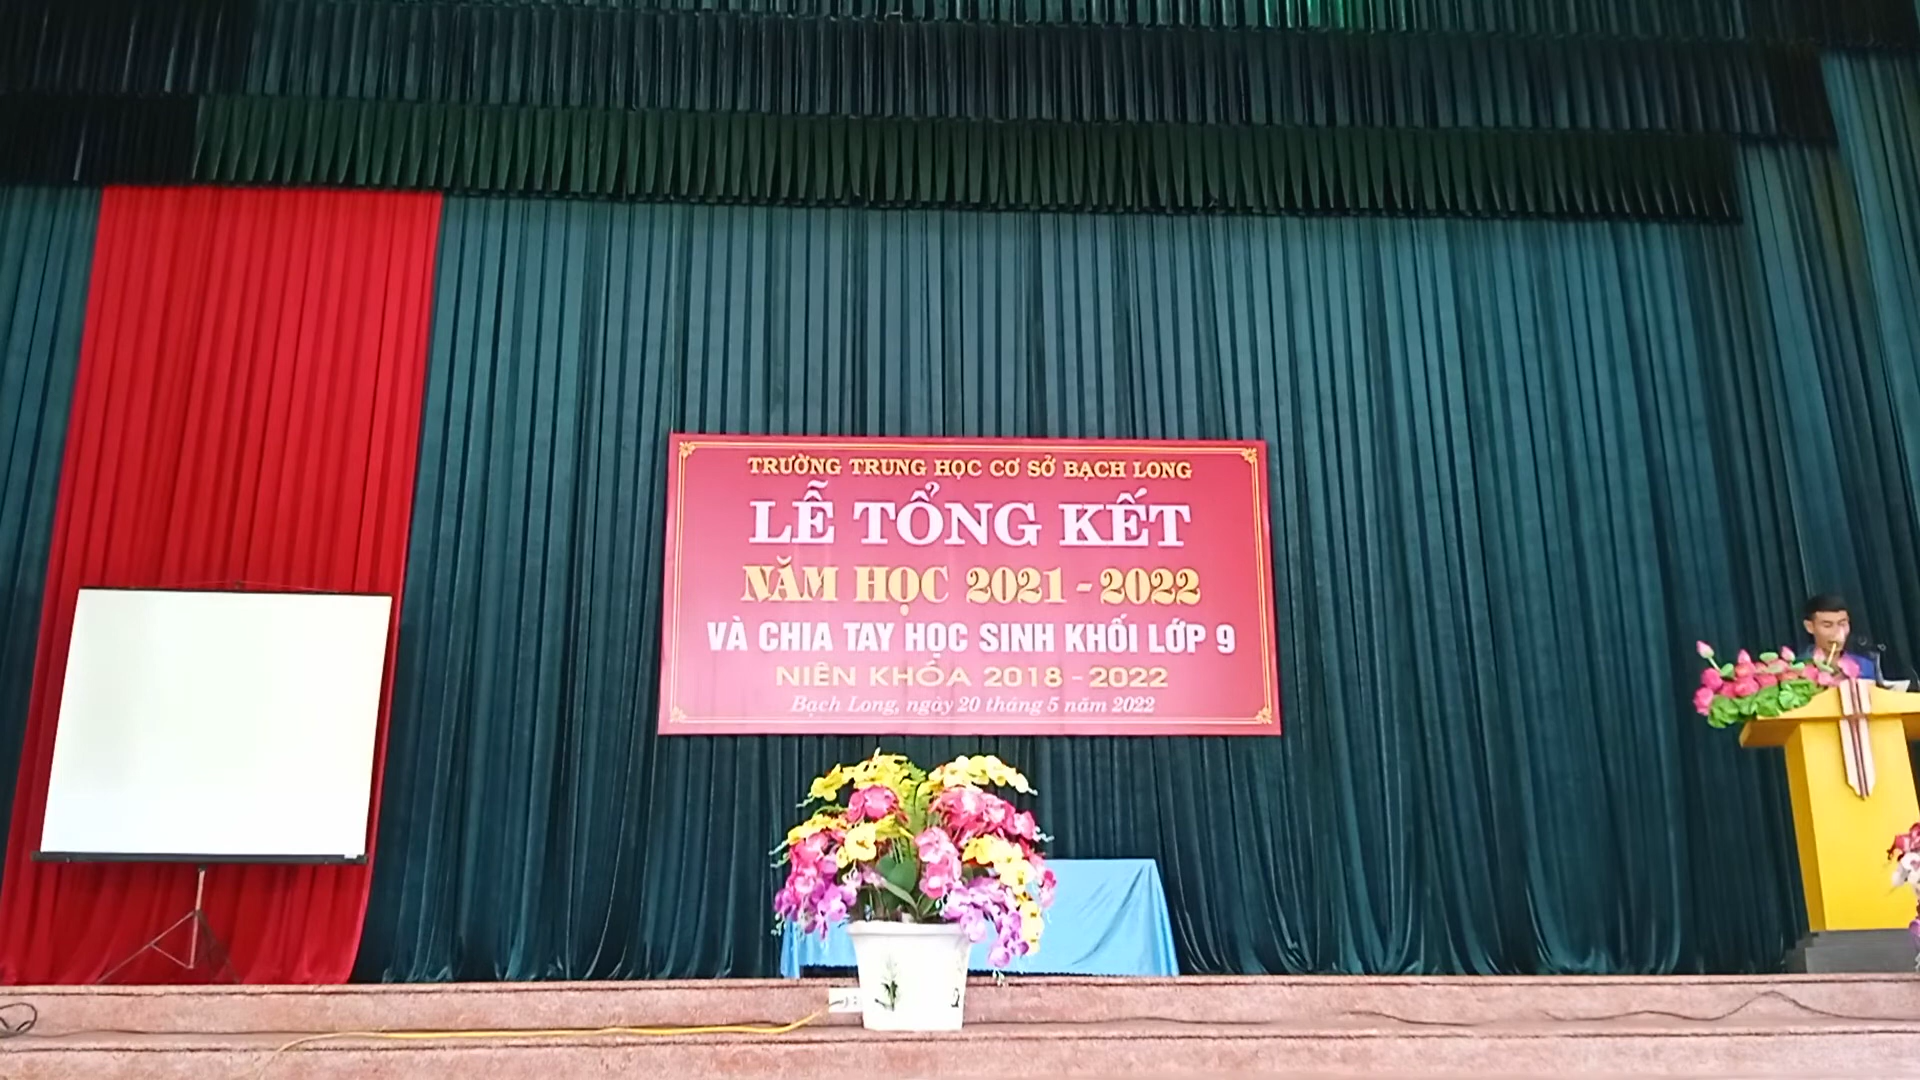 TRƯỜNG TRUNG HỌC CƠ SỞ BẠCH LONG
LỄ TỔNG KẾT
NĂM HỌC 2021 - 2022
VÀ CHIA TAY HỌC SINH KHỐI LỚP 9
NIÊN KHÓA 2018 - 2022
Bạch Long, ngày 20 tháng 5 năm 2022